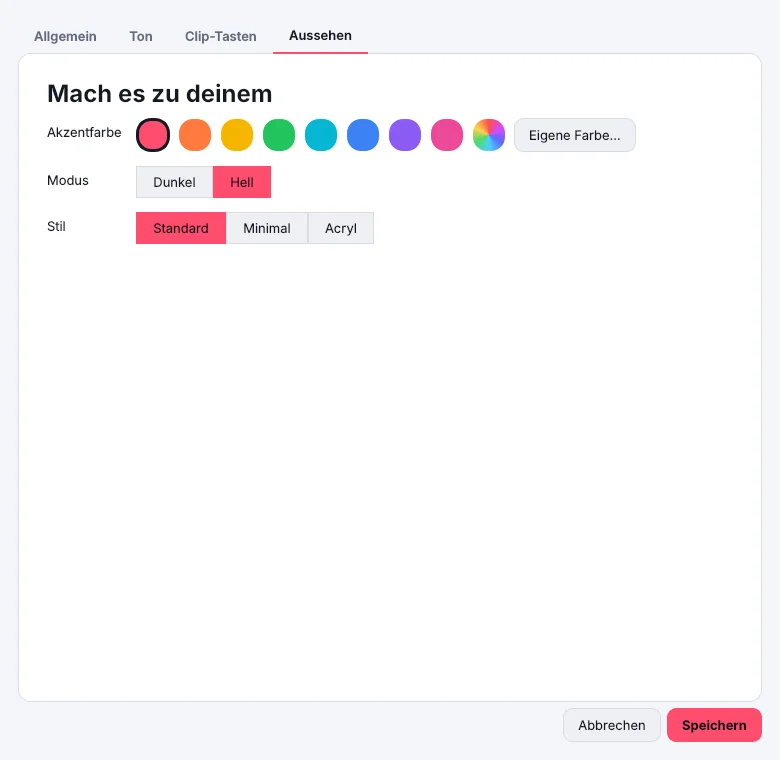 Allgemein Ton Clip-Tasten Aussehen
Mach es zu deinem
Akzentfarbe Eigene Farbe...
Modus Dunkel Hell
Stil Standard Minimal Acryl
Abbrechen Speichern